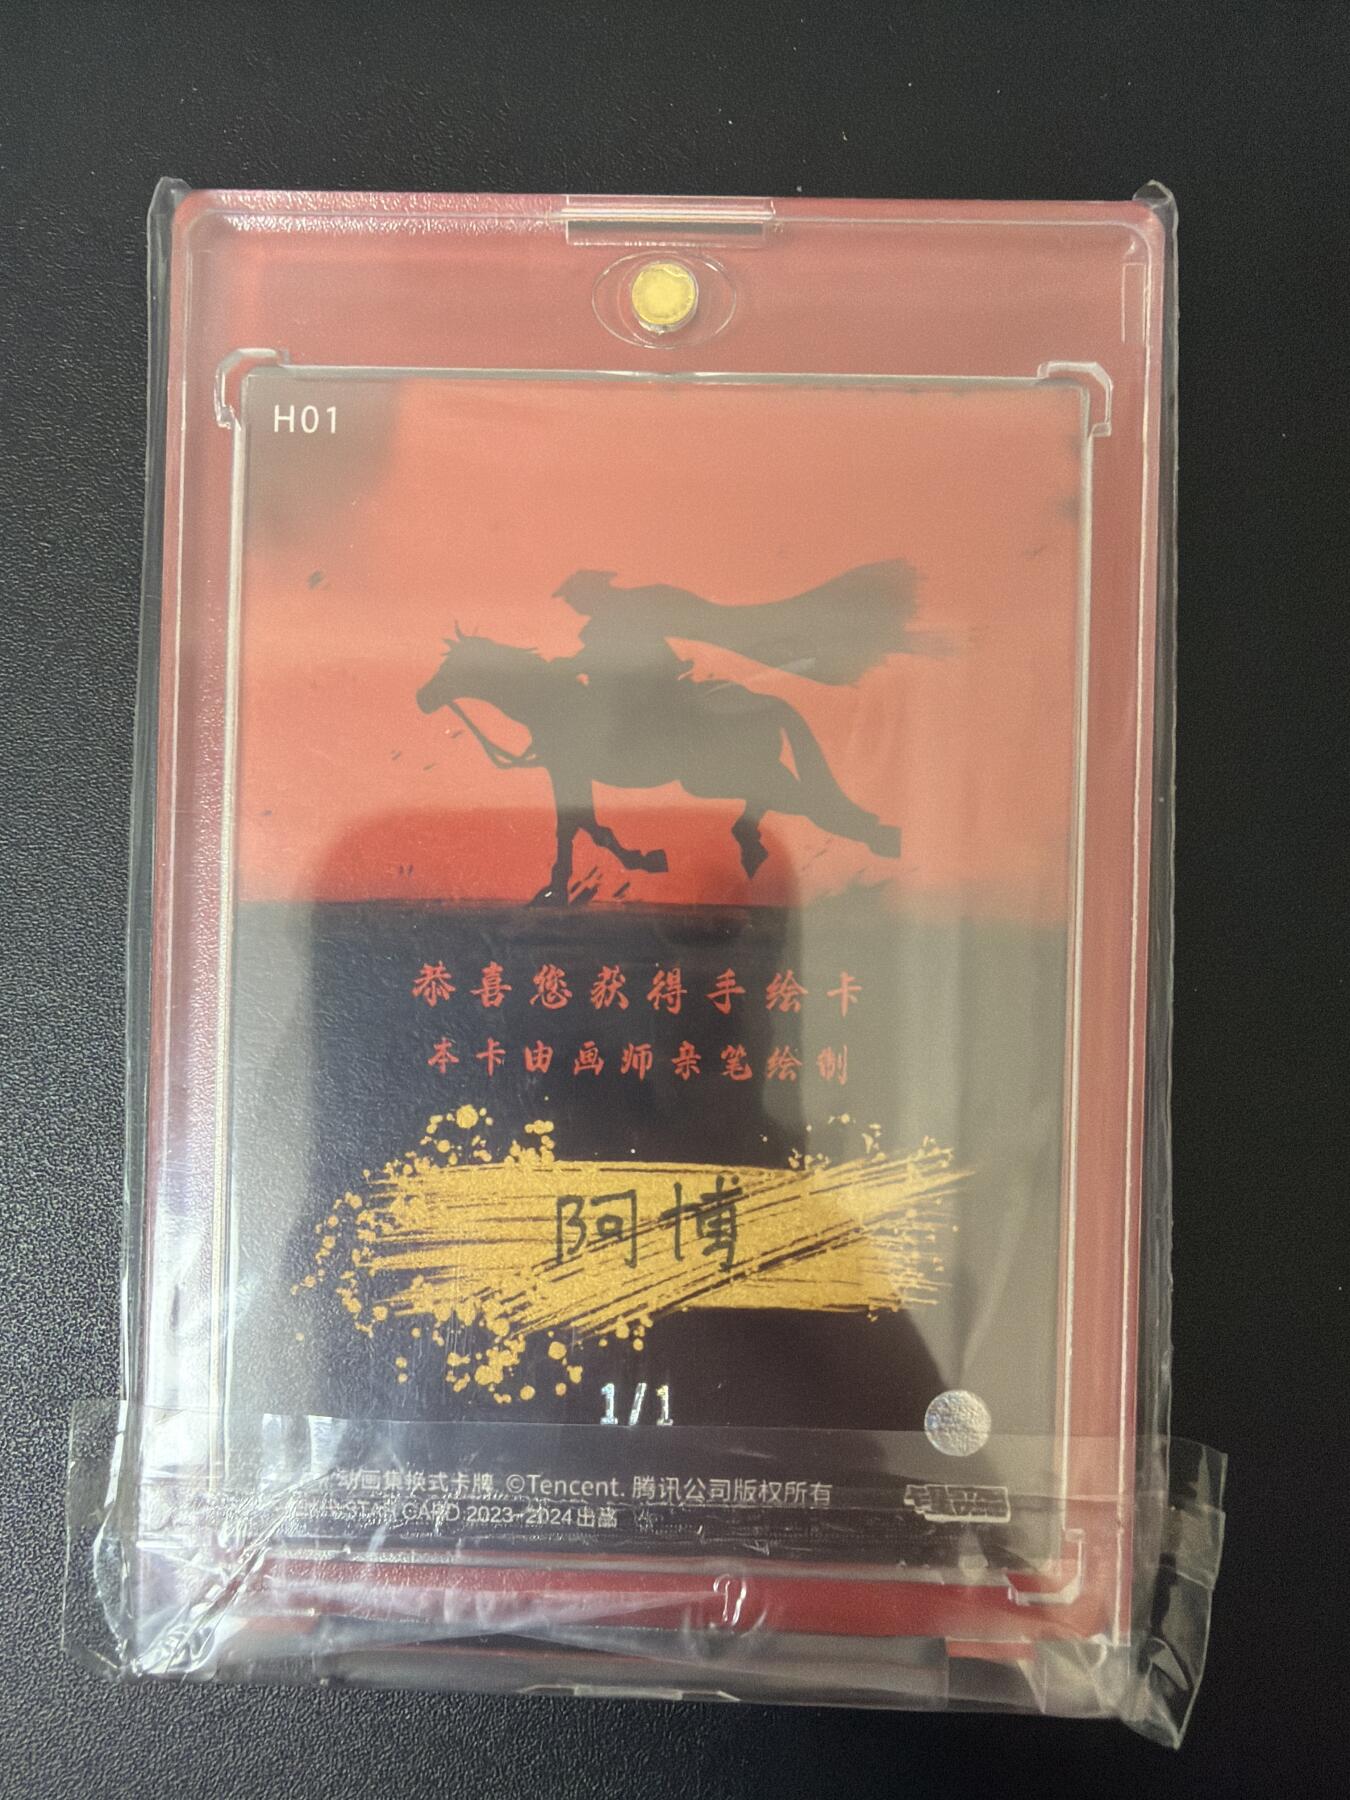 H01
恭喜您获得手绘卡
本卡由画师亲笔绘制
阿博
1/1
动画集换式卡牌 ©Tencent. 腾讯公司版权所有
STAR CARD 2023-2024出品